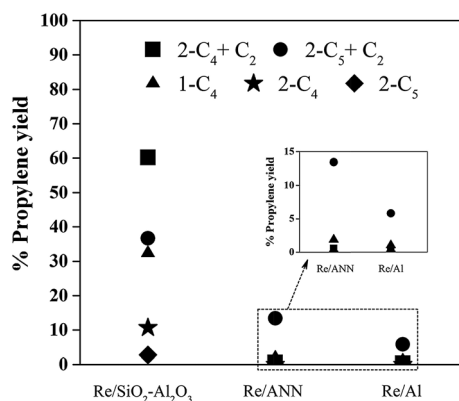 100
90
80
70
60
50
40
30
20
10
0
% Propylene yield
2-C₄+ C₂
2-C₅+ C₂
1-C₄
2-C₄
2-C₅
15
10
5
0
% Propylene yield
Re/ANN
Re/Al
Re/SiO₂-Al₂O₃
Re/ANN
Re/Al